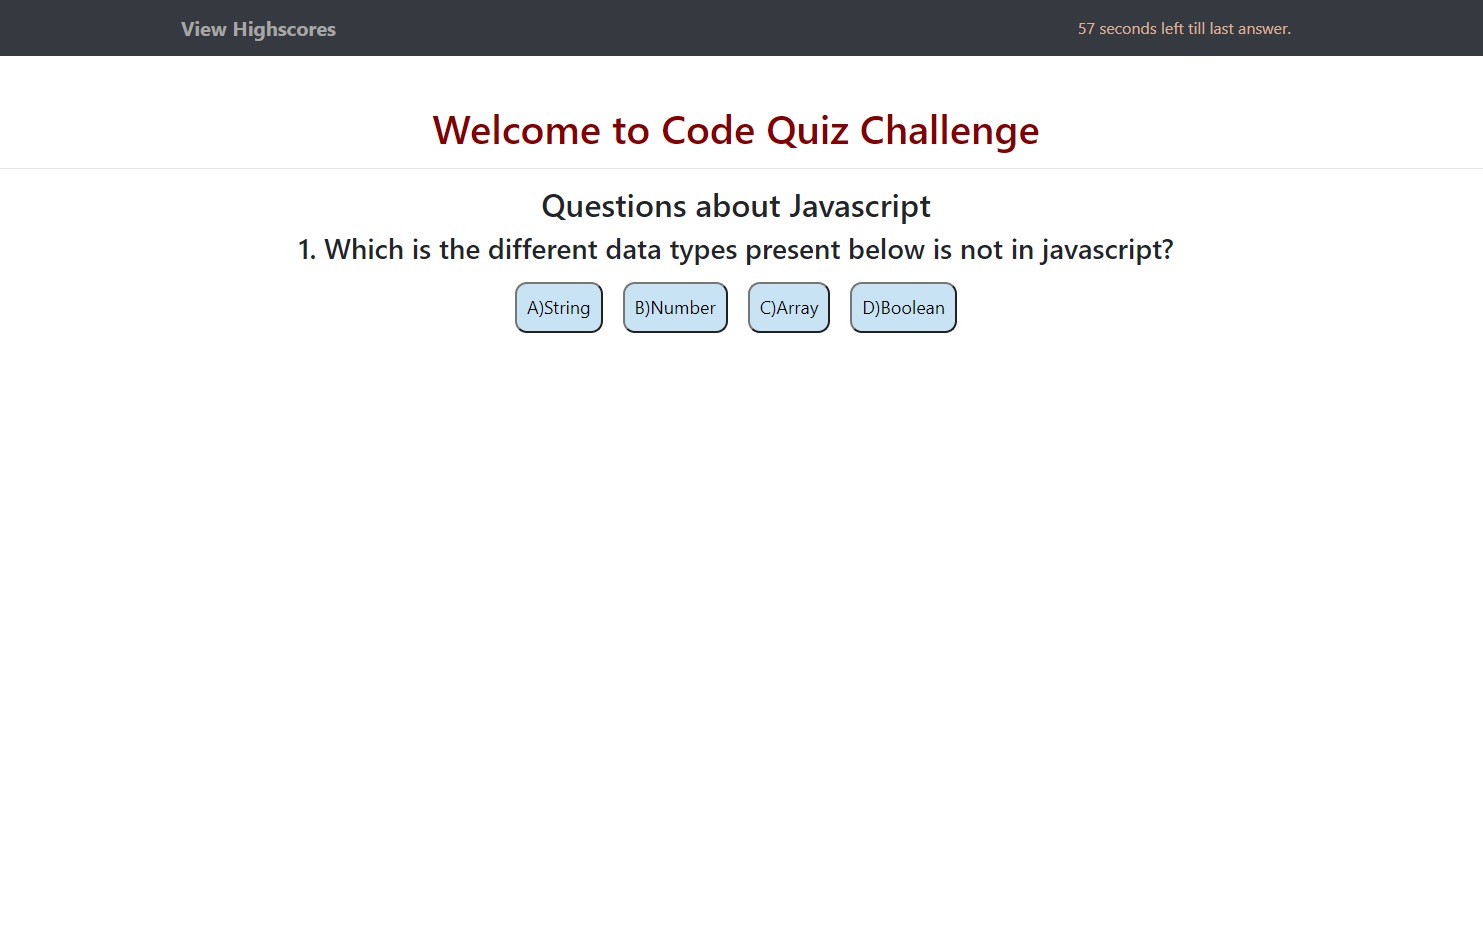 View Highscores
57 seconds left till last answer.
Welcome to Code Quiz Challenge
Questions about Javascript
1. Which is the different data types present below is not in javascript?
A)String B)Number C)Array D)Boolean